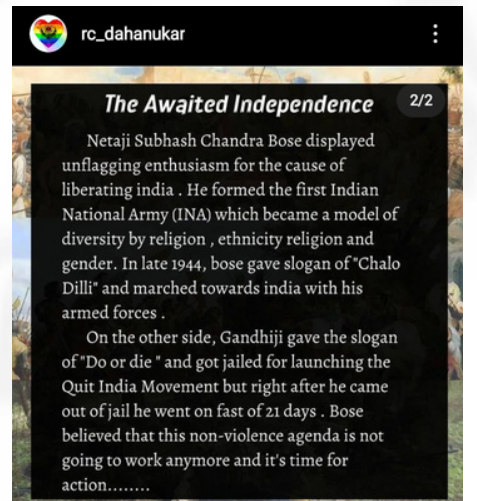 rc_dahanukar
The Awaited Independence
2/2
Netaji Subhash Chandra Bose displayed
unflagging enthusiasm for the cause of
liberating india . He formed the first Indian
National Army (INA) which became a model of
diversity by religion , ethnicity religion and
gender. In late 1944, bose gave slogan of "Chalo
Dilli" and marched towards india with his
armed forces .
On the other side, Gandhiji gave the slogan
of "Do or die " and got jailed for launching the
Quit India Movement but right after he came
out of jail he went on fast of 21 days . Bose
believed that this non-violence agenda is not
going to work anymore and it's time for
action........